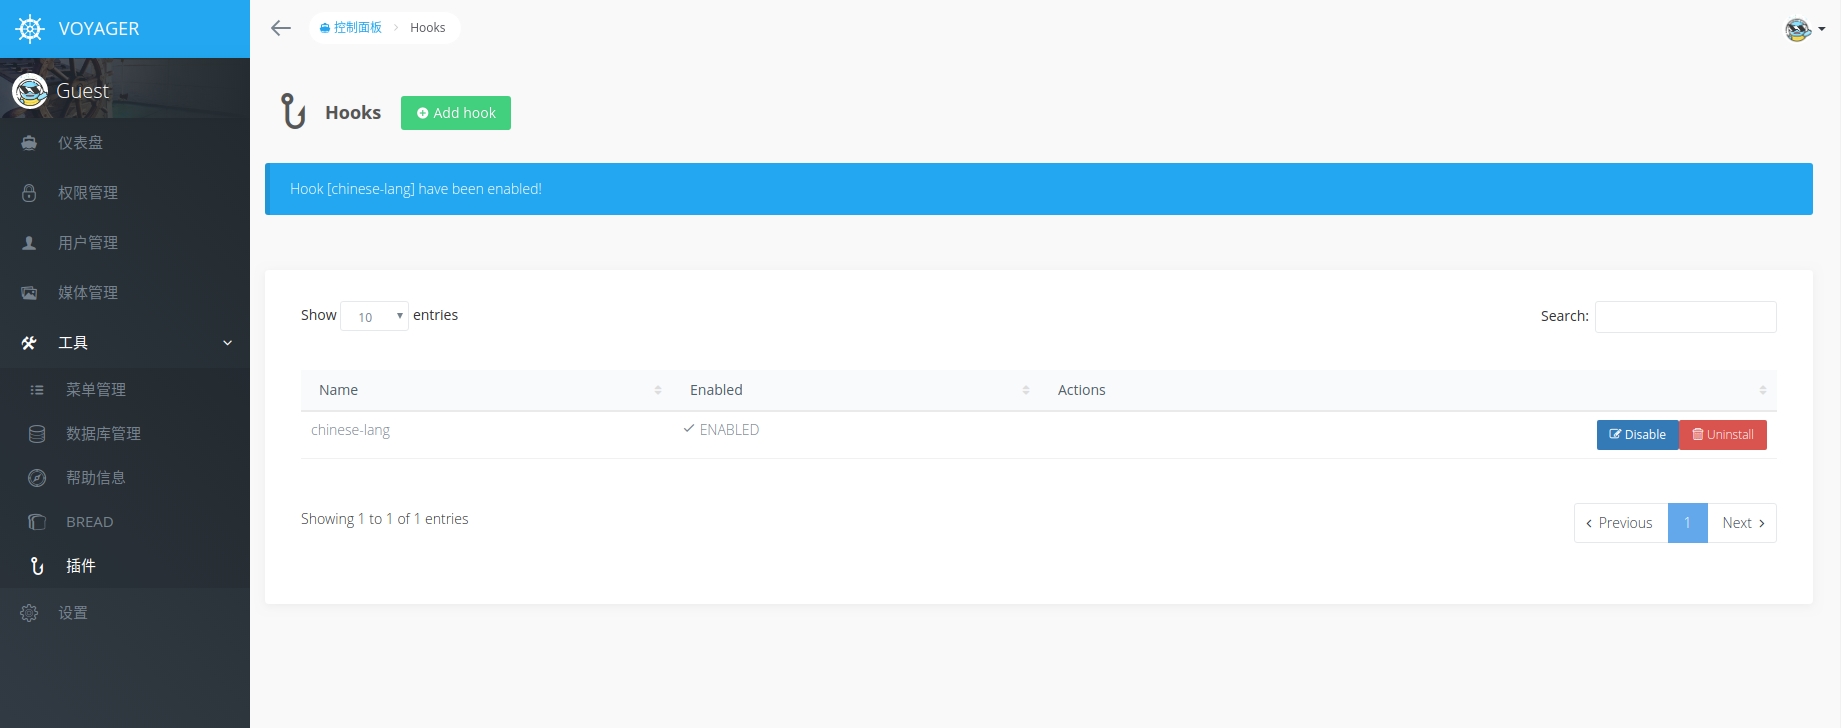 VOYAGER
控制面板
Hooks
Guest
仪表盘
权限管理
用户管理
媒体管理
工具
菜单管理
数据库管理
帮助信息
BREAD
插件
设置
Hooks
Add hook
Hook [chinese-lang] have been enabled!
Show 10 entries
Search:
Name Enabled Actions
chinese-lang ENABLED Disable Uninstall
Showing 1 to 1 of 1 entries
Previous 1 Next